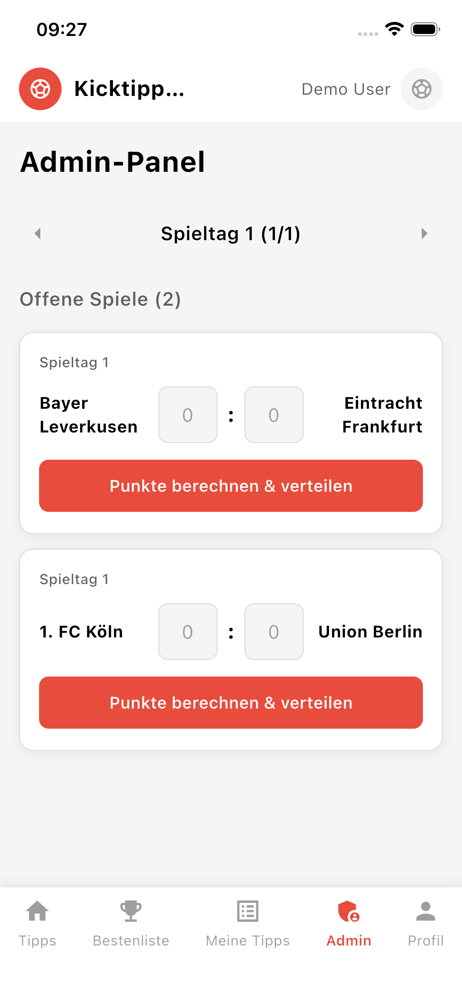 09:27
Kicktipp...
Demo User
Admin-Panel
Spieltag 1 (1/1)
Offene Spiele (2)
Spieltag 1
Bayer
Leverkusen
0 : 0
Eintracht
Frankfurt
Punkte berechnen & verteilen
Spieltag 1
1. FC Köln
0 : 0
Union Berlin
Punkte berechnen & verteilen
Tipps
Bestenliste
Meine Tipps
Admin
Profil